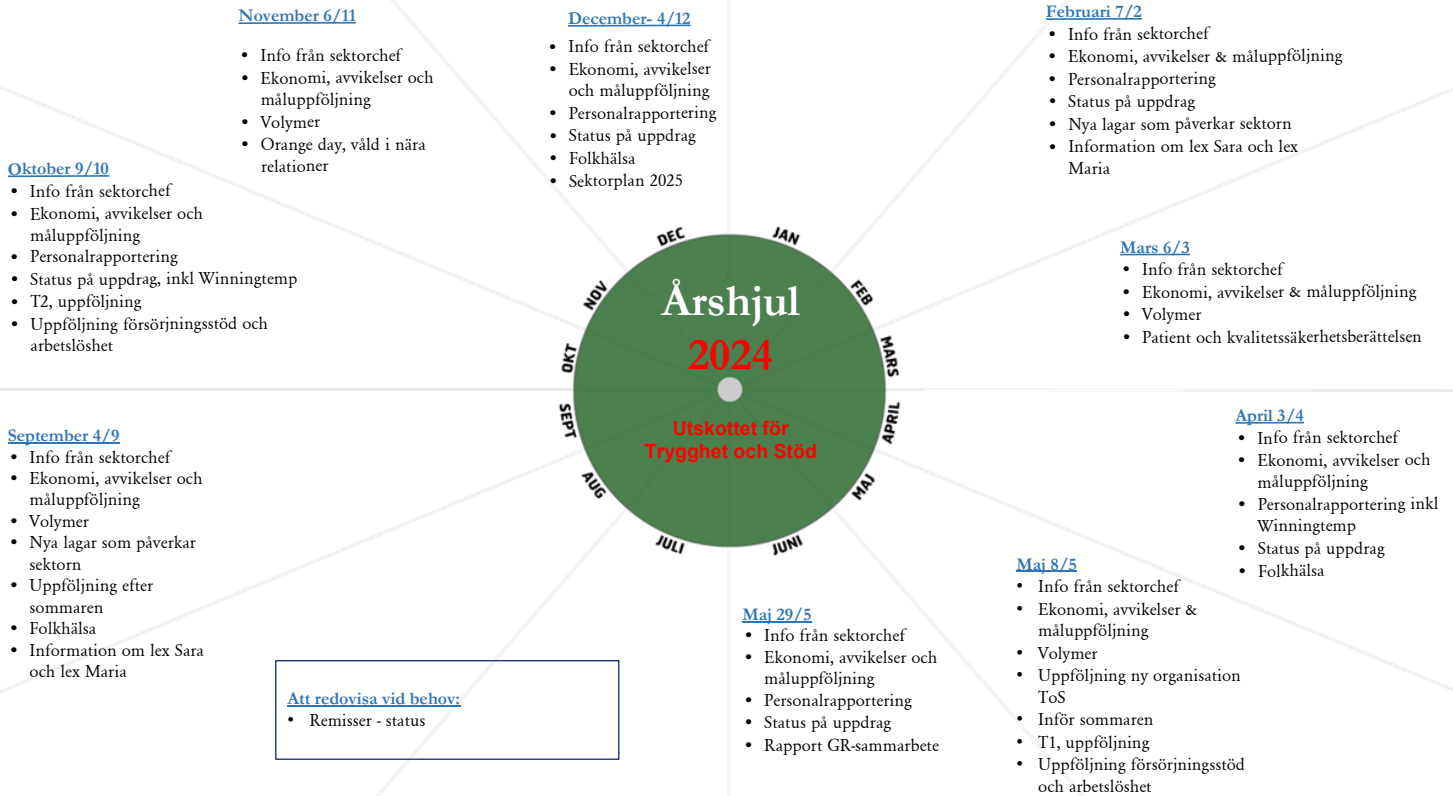 November 6/11
• Info från sektorchef
• Ekonomi, avvikelser och
måluppföljning
• Volymer
• Orange day, våld i nära
relationer
December- 4/12
• Info från sektorchef
• Ekonomi, avvikelser
och måluppföljning
• Personalrapportering
• Status på uppdrag
• Folkhälsa
• Sektorplan 2025
Februari 7/2
• Info från sektorchef
• Ekonomi, avvikelser & måluppföljning
• Personalrapportering
• Status på uppdrag
• Nya lagar som påverkar sektorn
• Information om lex Sara och lex
Maria
Oktober 9/10
• Info från sektorchef
• Ekonomi, avvikelser och
måluppföljning
• Personalrapportering
• Status på uppdrag, inkl Winningtemp
• T2, uppföljning
• Uppföljning försörjningsstöd och
arbetslöshet
Mars 6/3
• Info från sektorchef
• Ekonomi, avvikelser & måluppföljning
• Volymer
• Patient och kvalitetssäkerhetsberättelsen
DEC
JAN
NOV
FEB
OKT
MARS
SEPT
APRIL
AUG
MAJ
JULI
JUNI
Årshjul
2024
Utskottet för
Trygghet och Stöd
September 4/9
• Info från sektorchef
• Ekonomi, avvikelser och
måluppföljning
• Volymer
• Nya lagar som påverkar
sektorn
• Uppföljning efter
sommaren
• Folkhälsa
• Information om lex Sara
och lex Maria
April 3/4
• Info från sektorchef
• Ekonomi, avvikelser och
måluppföljning
• Personalrapportering inkl
Winningtemp
• Status på uppdrag
• Folkhälsa
Maj 8/5
• Info från sektorchef
• Ekonomi, avvikelser &
måluppföljning
• Volymer
• Uppföljning ny organisation
ToS
• Inför sommaren
• T1, uppföljning
• Uppföljning försörjningsstöd
och arbetslöshet
Maj 29/5
• Info från sektorchef
• Ekonomi, avvikelser och
måluppföljning
• Personalrapportering
• Status på uppdrag
• Rapport GR-sammarbete
Att redovisa vid behov:
• Remisser - status